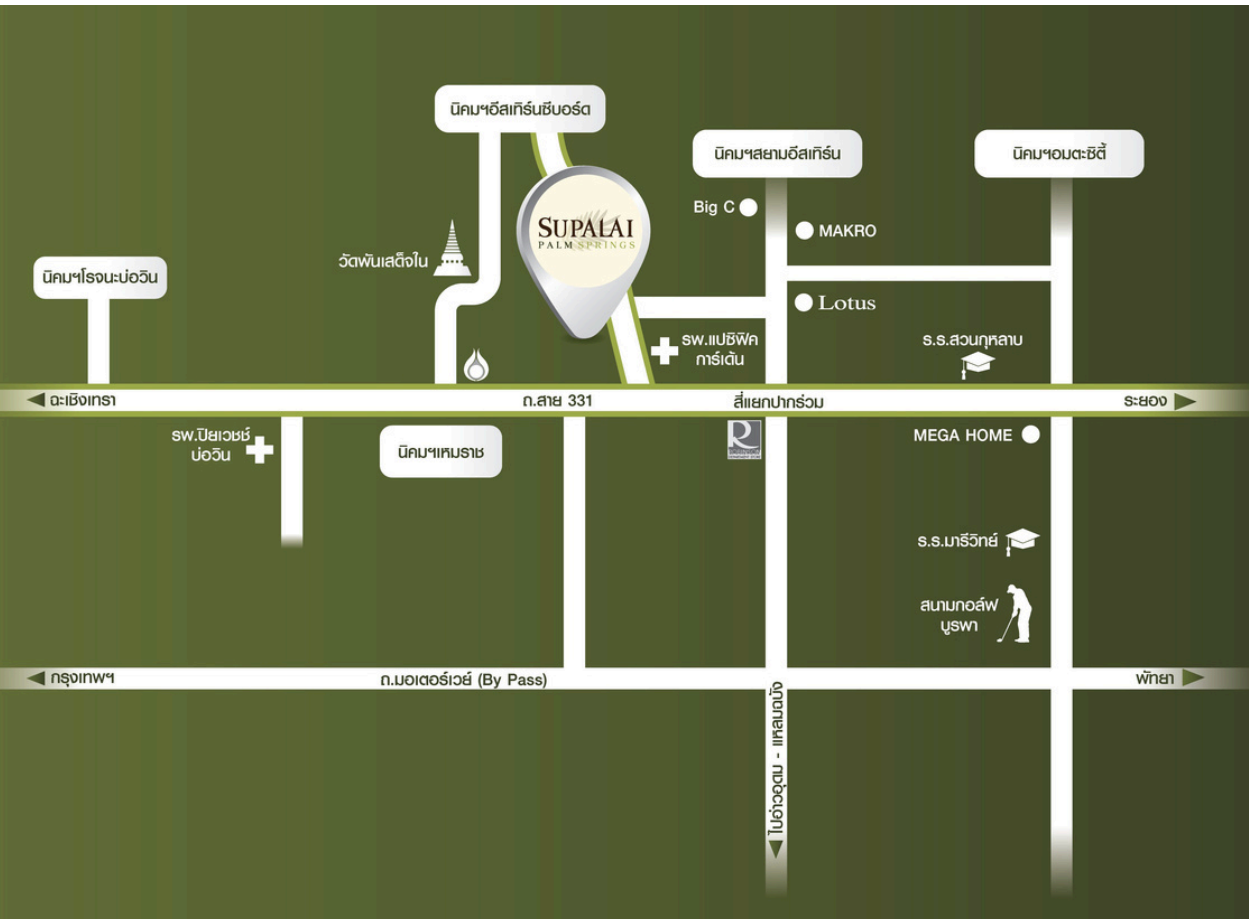 นิคมฯอีสเทิร์นซีบอร์ด
นิคมฯสยามอีสเทิร์น
นิคมฯอมตะซิตี้
Big C
MAKRO
SUPALAI
PALM SPRINGS
วัดพันเสด็จใน
นิคมฯโรจนะบ่อวิน
Lotus
รพ.แปซิฟิค
การ์เด้น
ร.ร.สวนกุหลาบ
ฉะเชิงเทรา
ถ.สาย 331
สี่แยกปากร่วม
ระยอง
รพ.ปิยะเวชช์
บ่อวิน
นิคมฯเหมราช
R
MEGA HOME
ร.ร.มารีวิทย์
สนามกอล์ฟ
บูรพา
กรุงเทพฯ
ถ.มอเตอร์เวย์ (By Pass)
พัทยา
ไปอ่าวอุดม - แหลมฉบัง